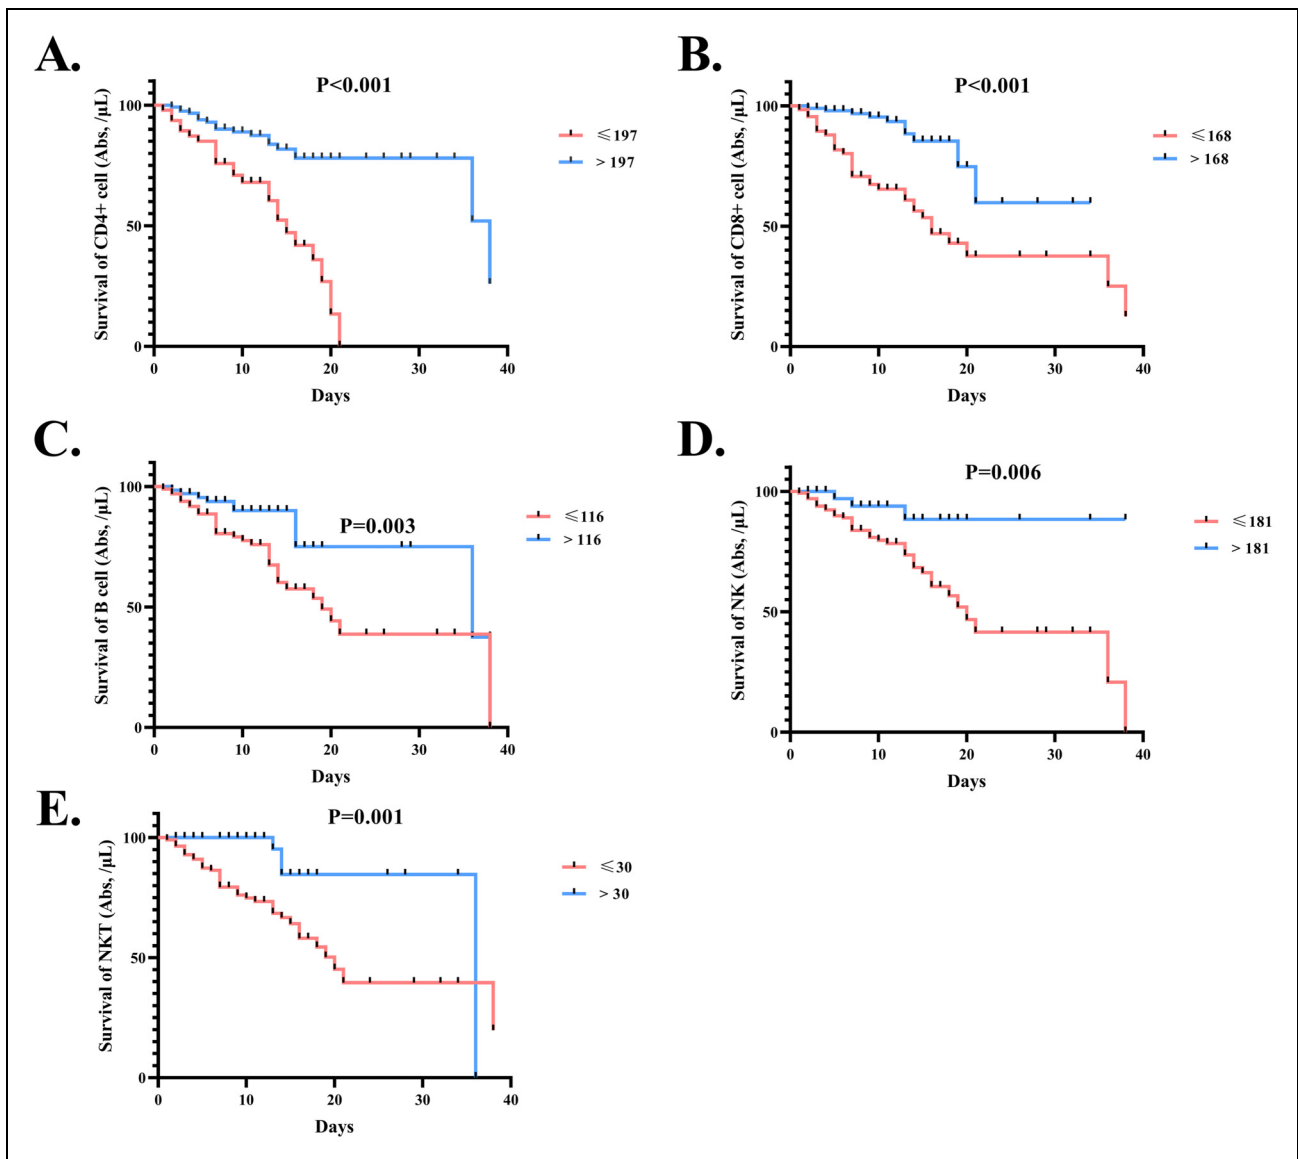 A.
P<0.001
Survival of CD4+ cell (Abs, /μL)
100
50
0
0 10 20 30 40
Days
≤197
> 197
B.
P<0.001
Survival of CD8+ cell (Abs, /μL)
100
50
0
0 10 20 30 40
Days
≤168
> 168
C.
P=0.003
Survival of B cell (Abs, /μL)
100
50
0
0 10 20 30 40
Days
≤116
> 116
D.
P=0.006
Survival of NK (Abs, /μL)
100
50
0
0 10 20 30 40
Days
≤181
> 181
E.
P=0.001
Survival of NKT (Abs, /μL)
100
50
0
0 10 20 30 40
Days
≤30
> 30